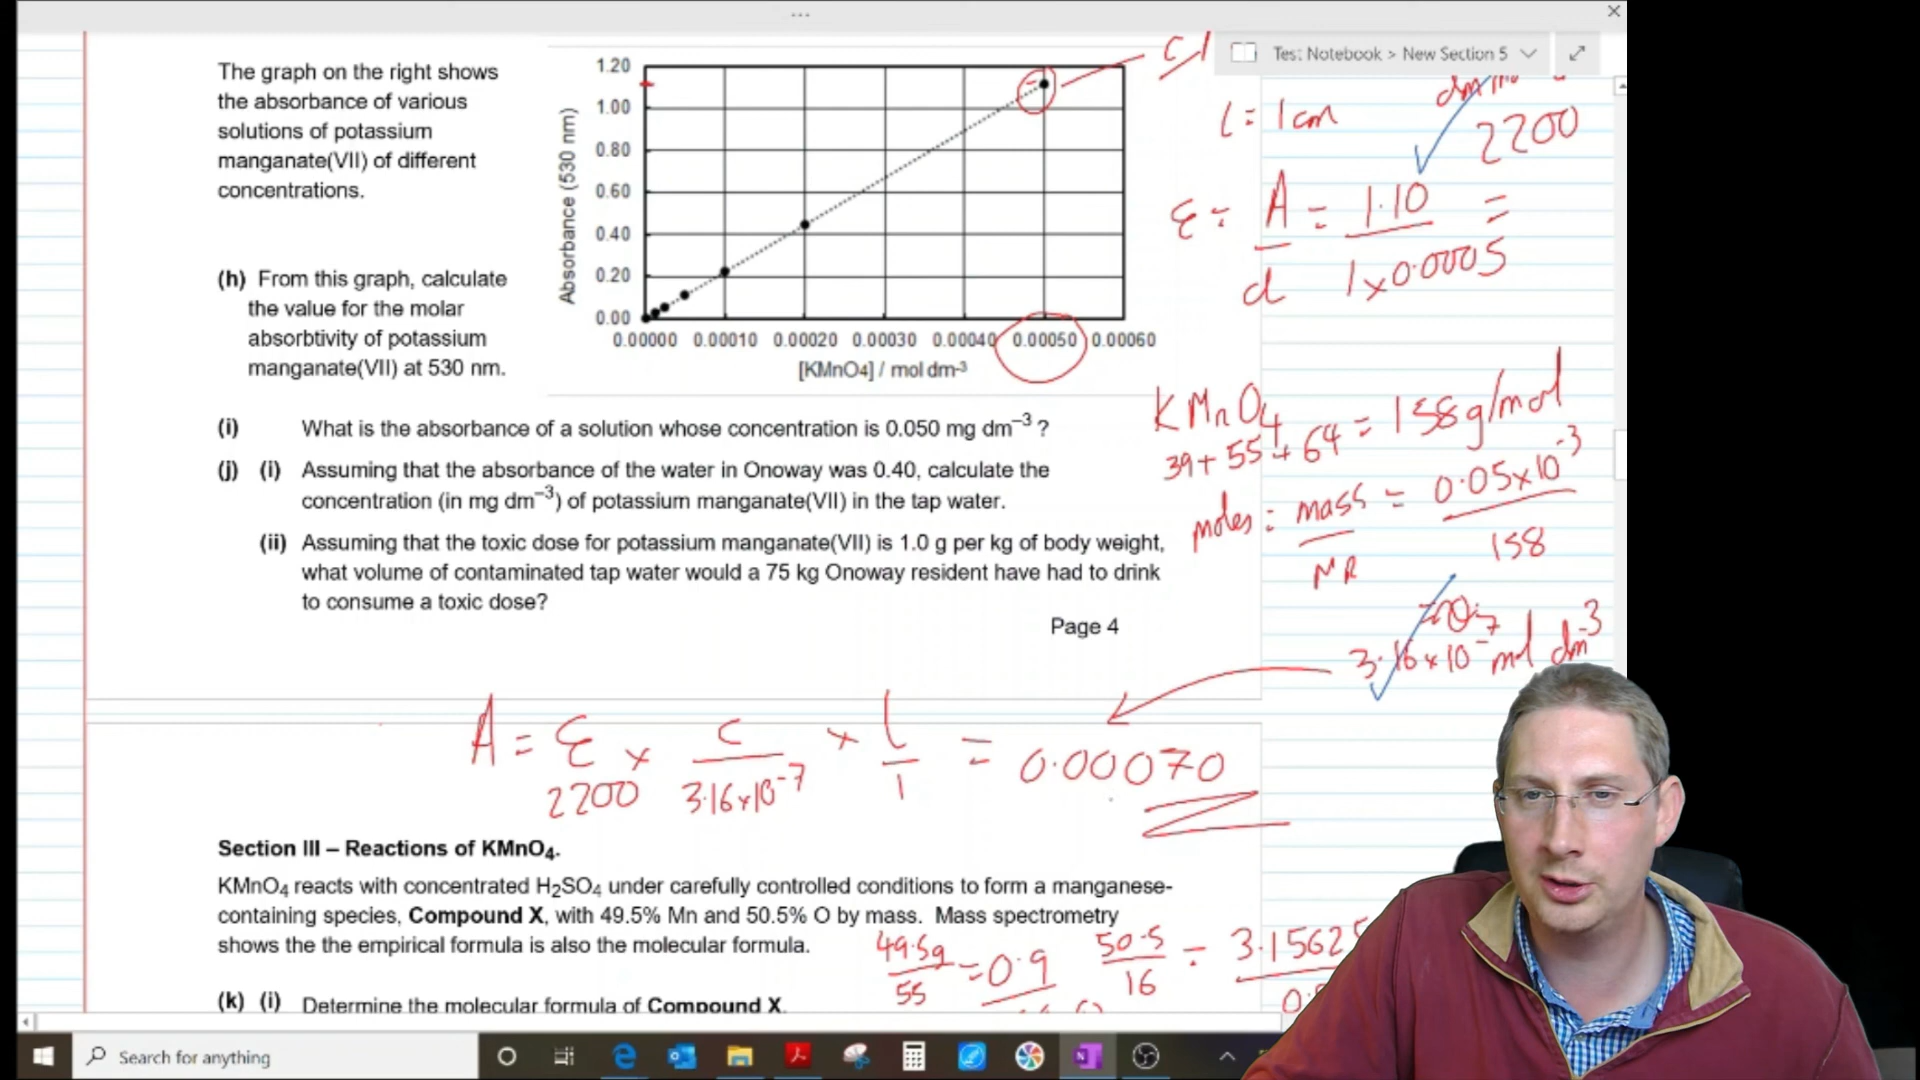 Test Notebook > New Section 5
The graph on the right shows
the absorbance of various
solutions of potassium
manganate(VII) of different
concentrations.
(h) From this graph, calculate
the value for the molar
absorbtivity of potassium
manganate(VII) at 530 nm.
Absorbance (530 nm)
1.20
1.00
0.80
0.60
0.40
0.20
0.00
0.00000 0.00010 0.00020 0.00030 0.00040 0.00050 0.00060
[KMnO4] / mol dm-3
l = 1cm
2200
ε = A/d = 1.10 / 1x0.0005 =
(i) What is the absorbance of a solution whose concentration is 0.050 mg dm⁻³ ?
(j) (i) Assuming that the absorbance of the water in Onoway was 0.40, calculate the
concentration (in mg dm⁻³) of potassium manganate(VII) in the tap water.
(ii) Assuming that the toxic dose for potassium manganate(VII) is 1.0 g per kg of body weight,
what volume of contaminated tap water would a 75 kg Onoway resident have had to drink
to consume a toxic dose?
Page 4
KMnO4
39+ 55 + 64 = 158g/mol
moles = mass/MR = 0.05x10⁻³/158
3.16x10⁻⁷ mol dm⁻³
A = ε x c x l = 0.00070
2200 3.16x10⁻⁷ 1
Section III – Reactions of KMnO₄.
KMnO₄ reacts with concentrated H₂SO₄ under carefully controlled conditions to form a manganese-
containing species, Compound X, with 49.5% Mn and 50.5% O by mass. Mass spectrometry
shows the the empirical formula is also the molecular formula.
49.5g/55 = 0.9 50.5/16 = 3.15625
(k) (i) Determine the molecular formula of Compound X.
Search for anything